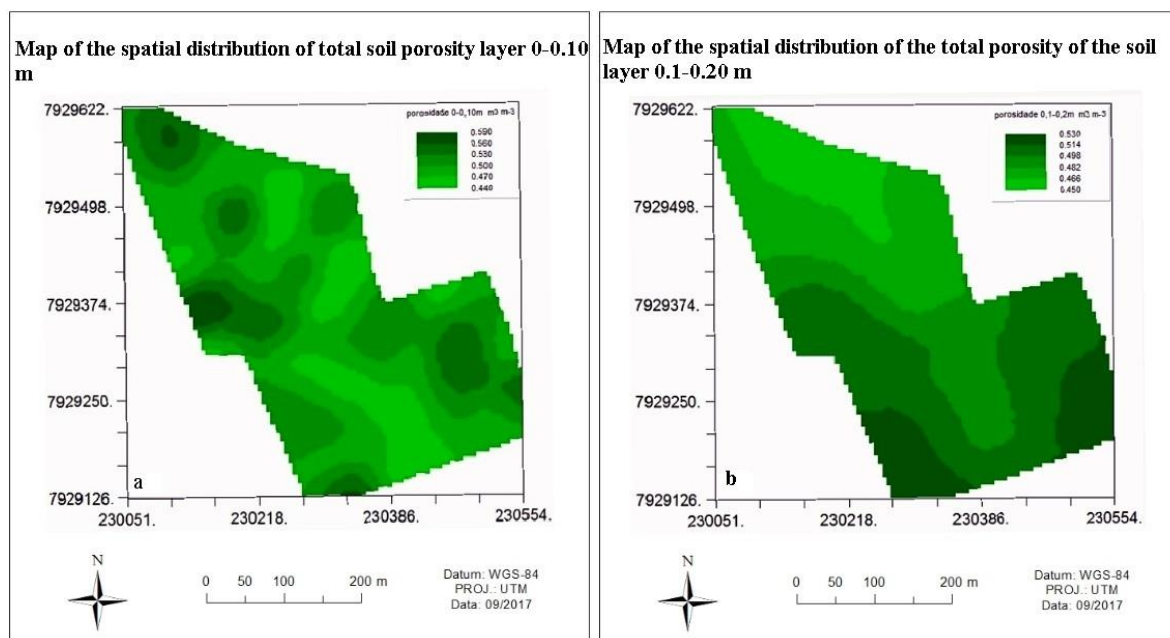 Map of the spatial distribution of total soil porosity layer 0-0.10
m
porosidade 0-0,10m m3 m-3
0.590
0.560
0.530
0.500
0.470
0.440
7929622.
7929498.
7929374.
7929250.
7929126.
a
230051.
230218.
230386.
230554.
N
0 50 100 200 m
Datum: WGS-84
PROJ.: UTM
Data: 09/2017
Map of the spatial distribution of the total porosity of the soil
layer 0.1-0.20 m
porosidade 0,1-0,2m m3 m-3
0.530
0.514
0.498
0.482
0.466
0.450
7929622.
7929498.
7929374.
7929250.
7929126.
b
230051.
230218.
230386.
230554.
N
0 50 100 200 m
Datum: WGS-84
PROJ.: UTM
Data: 09/2017